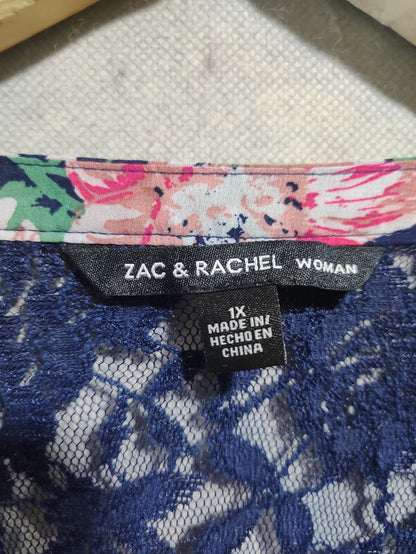 ZAC & RACHEL WOMAN
1X
MADE IN/
HECHO EN
CHINA